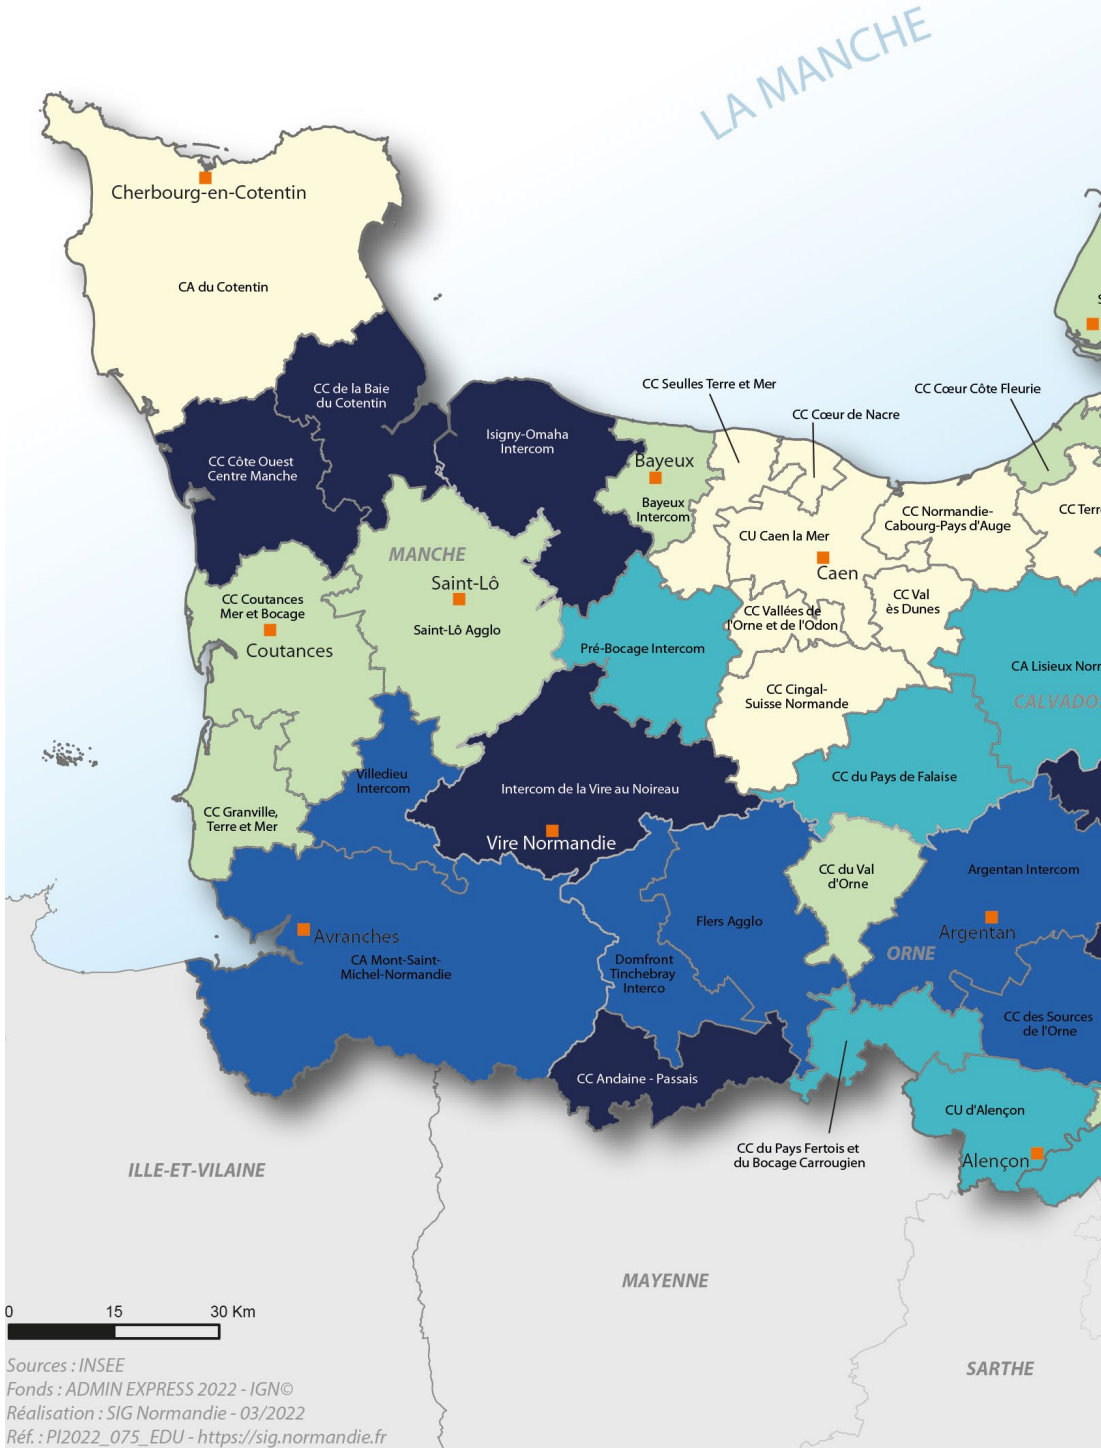 LA MANCHE
Cherbourg-en-Cotentin
CA du Cotentin
CC de la Baie
du Cotentin
CC Seulles Terre et Mer
CC Cœur Côte Fleurie
CC Cœur de Nacre
Isigny-Omaha
Intercom
CC Côte Ouest
Centre Manche
Bayeux
Bayeux
Intercom
CC Normandie-
Cabourg-Pays d'Auge
CC Terre
CU Caen la Mer
MANCHE
Caen
Saint-Lô
CC Coutances
Mer et Bocage
CC Val
ès Dunes
CC Vallées de
l'Orne et de l'Odon
Saint-Lô Agglo
Coutances
Pré-Bocage Intercom
CA Lisieux Norm
CC Cingal-
Suisse Normande
CALVADO
Villedieu
Intercom
CC du Pays de Falaise
Intercom de la Vire au Noireau
CC Granville,
Terre et Mer
Vire Normandie
CC du Val
d'Orne
Argentan Intercom
Flers Agglo
Avranches
Argentan
ORNE
CA Mont-Saint-
Michel-Normandie
Domfront
Tinchebray
Interco
CC des Sources
de l'Orne
CC Andaine - Passais
CU d'Alençon
CC du Pays Fertois et
du Bocage Carrougien
Alençon
ILLE-ET-VILAINE
MAYENNE
SARTHE
0 15 30 Km
Sources : INSEE
Fonds : ADMIN EXPRESS 2022 - IGN©
Réalisation : SIG Normandie - 03/2022
Réf. : PI2022_075_EDU - https://sig.normandie.fr